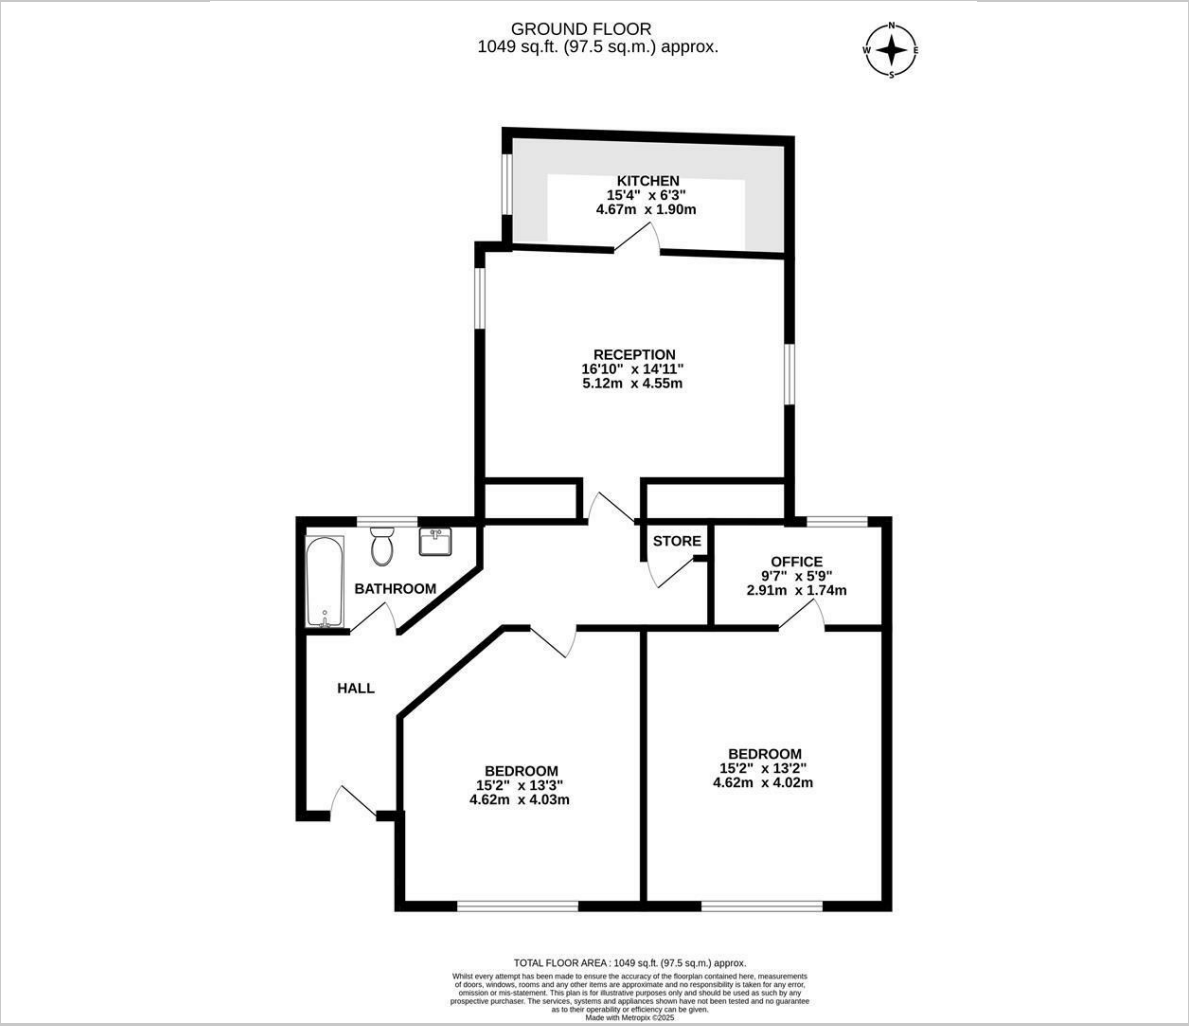 GROUND FLOOR
1049 sq.ft. (97.5 sq.m.) approx.
N
W
E
S
KITCHEN
15'4" x 6'3"
4.67m x 1.90m
RECEPTION
16'10" x 14'11"
5.12m x 4.55m
STORE
OFFICE
9'7" x 5'9"
2.91m x 1.74m
BATHROOM
HALL
BEDROOM
15'2" x 13'3"
4.62m x 4.03m
BEDROOM
15'2" x 13'2"
4.62m x 4.02m
TOTAL FLOOR AREA : 1049 sq.ft. (97.5 sq.m.) approx.
Whilst every attempt has been made to ensure the accuracy of the floorplan contained here, measurements
of doors, windows, rooms and any other items are approximate and no responsibility is taken for any error,
omission or mis-statement. This plan is for illustrative purposes only and should be used as such by any
prospective purchaser. The services, systems and appliances shown have not been tested and no guarantee
as to their operability or efficiency can be given.
Made with Metropix ©2025